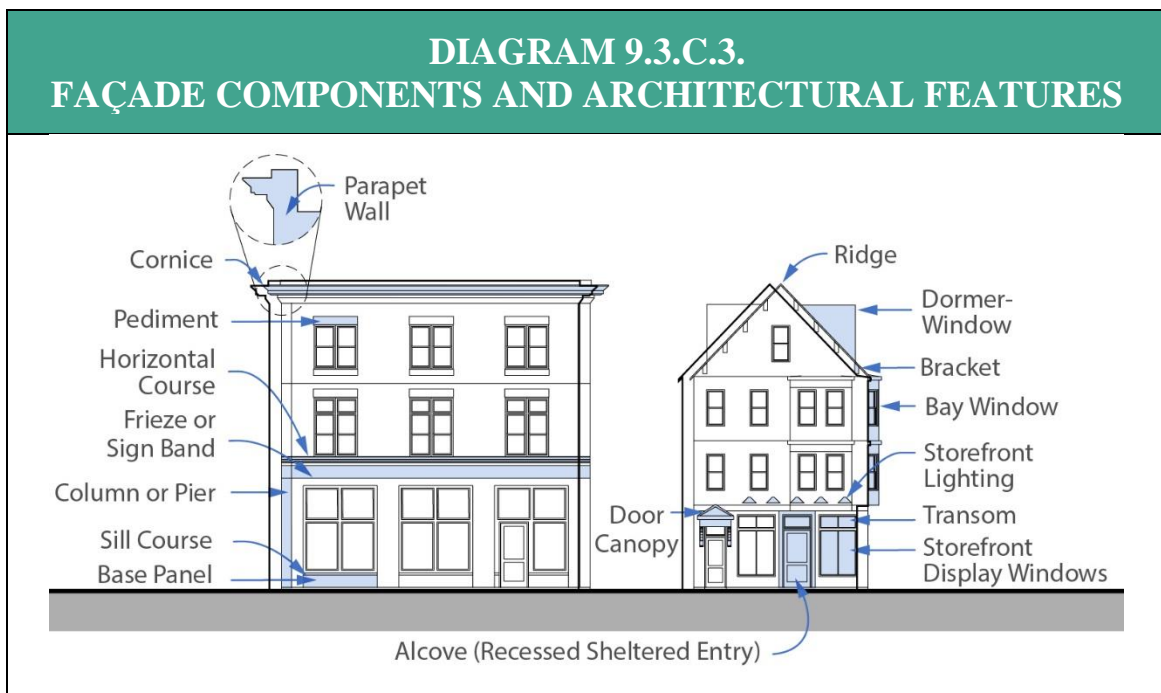 DIAGRAM 9.3.C.3.
FAÇADE COMPONENTS AND ARCHITECTURAL FEATURES
Parapet
Wall
Cornice
Pediment
Horizontal
Course
Frieze or
Sign Band
Column or Pier
Sill Course
Base Panel
Ridge
Dormer-
Window
Bracket
Bay Window
Storefront
Lighting
Door
Canopy
Transom
Storefront
Display Windows
Alcove (Recessed Sheltered Entry)